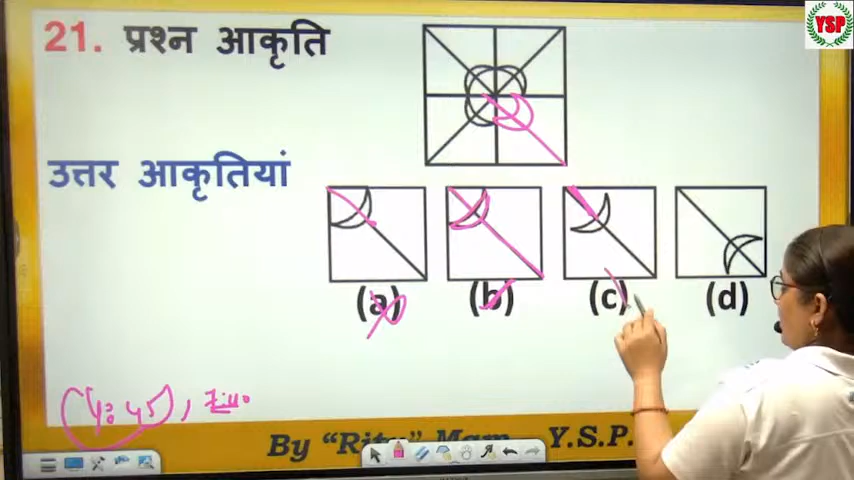 YSP
21. प्रश्न आकृति
उत्तर आकृतियां
(a) (b) (c) (d)
By “Ritu” Mam Y.S.P.